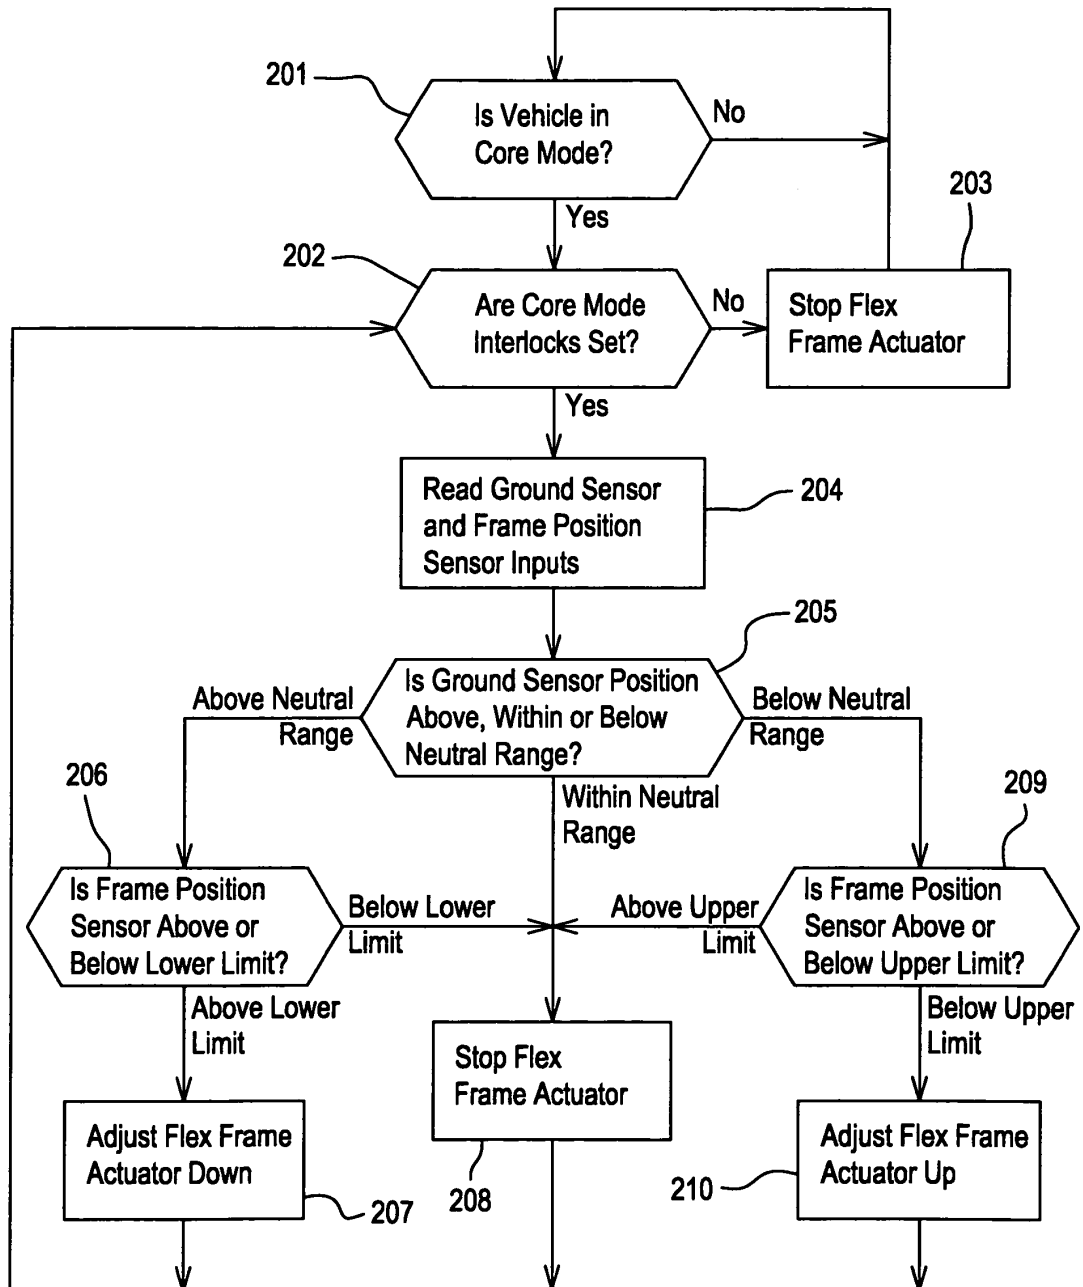 201
Is Vehicle in
Core Mode?
No
Yes
203
202
Are Core Mode
Interlocks Set?
No
Stop Flex
Frame Actuator
Yes
Read Ground Sensor
and Frame Position
Sensor Inputs
204
205
Is Ground Sensor Position
Above, Within or Below
Neutral Range?
Above Neutral
Range
Below Neutral
Range
Within Neutral
Range
206
Is Frame Position
Sensor Above or
Below Lower Limit?
Below Lower
Limit
Above Upper
Limit
209
Is Frame Position
Sensor Above or
Below Upper Limit?
Above Lower
Limit
Below Upper
Limit
Stop Flex
Frame Actuator
208
Adjust Flex Frame
Actuator Down
207
Adjust Flex Frame
Actuator Up
210